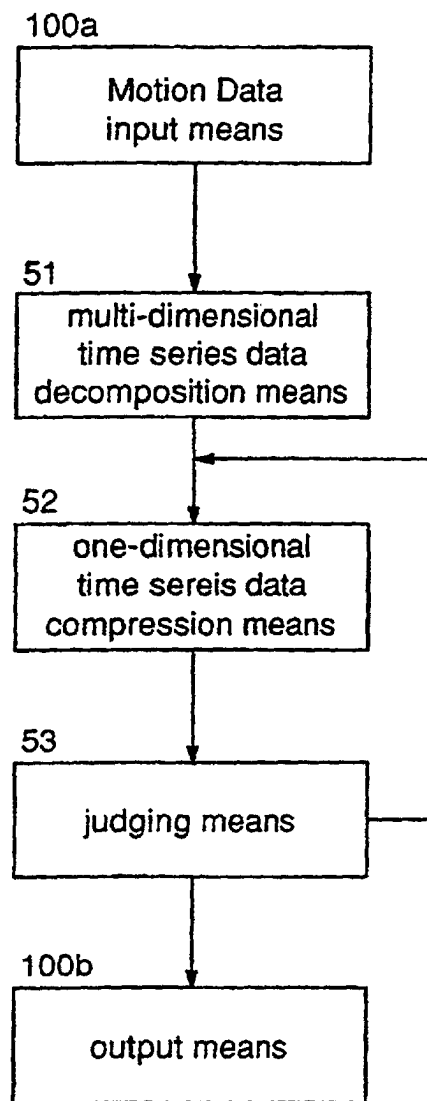 100a
Motion Data
input means
51
multi-dimensional
time series data
decomposition means
52
one-dimensional
time sereis data
compression means
53
judging means
100b
output means